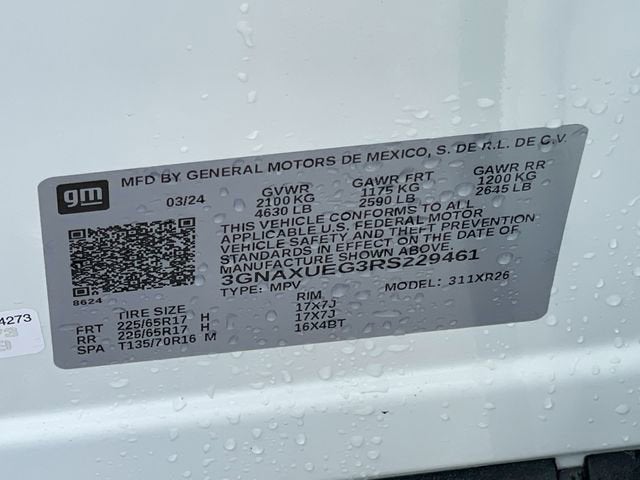 gm
MFD BY GENERAL MOTORS DE MEXICO, S. DE R.L. DE C.V.
03/24 GVWR GAWR FRT GAWR RR
2100 KG 1175 KG 1200 KG
4630 LB 2590 LB 2645 LB
THIS VEHICLE CONFORMS TO ALL
APPLICABLE U.S. FEDERAL MOTOR
VEHICLE SAFETY AND THEFT PREVENTION
STANDARDS IN EFFECT ON THE DATE OF
MANUFACTURE SHOWN ABOVE.
3GNAXUEG3RS229461
TYPE: MPV MODEL: 311XR26
8624
TIRE SIZE RIM
FRT 225/65R17 H 17X7J
RR 225/65R17 H 17X7J
SPA T135/70R16 M 16X4BT
4273